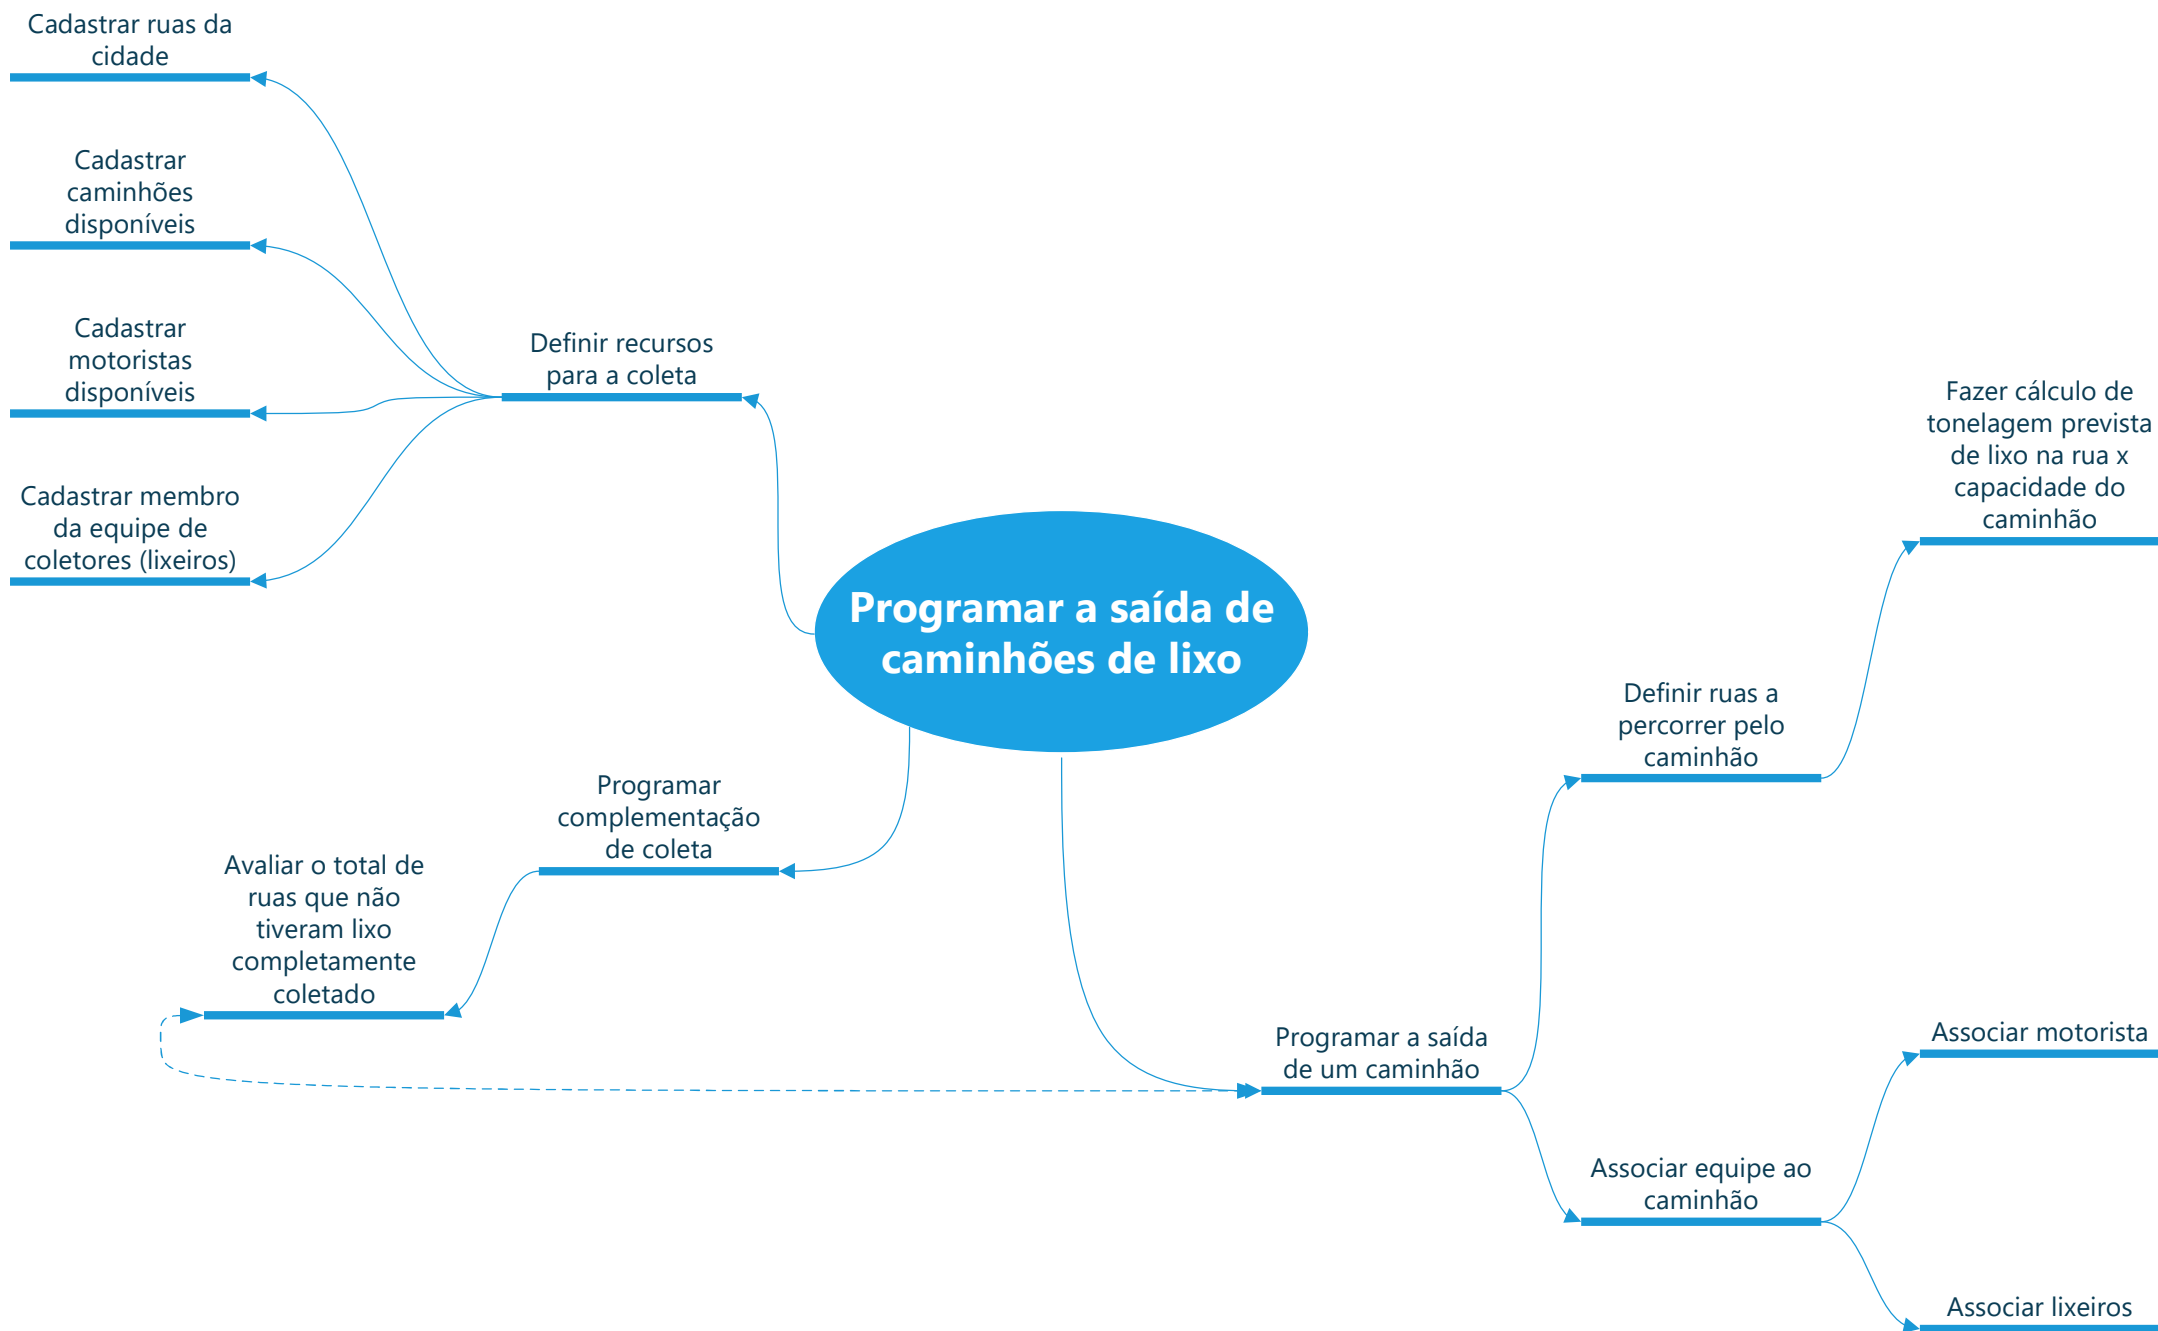 Cadastrar ruas da
cidade
Cadastrar
caminhões
disponíveis
Cadastrar
motoristas
disponíveis
Cadastrar membro
da equipe de
coletores (lixeiros)
Definir recursos
para a coleta
Programar a saída de
caminhões de lixo
Programar
complementação
de coleta
Avaliar o total de
ruas que não
tiveram lixo
completamente
coletado
Programar a saída
de um caminhão
Definir ruas a
percorrer pelo
caminhão
Fazer cálculo de
tonelagem prevista
de lixo na rua x
capacidade do
caminhão
Associar equipe ao
caminhão
Associar motorista
Associar lixeiros